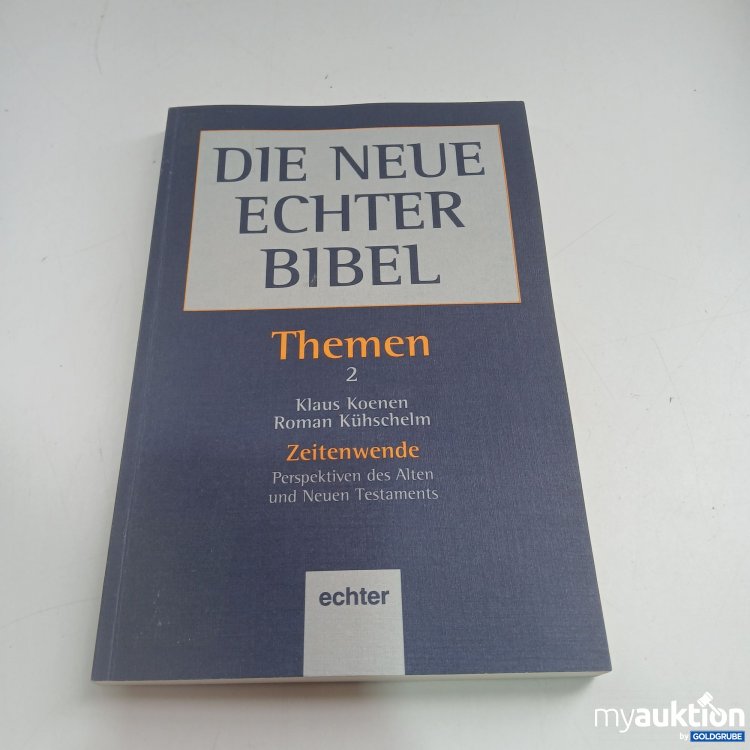 DIE NEUE
ECHTER
BIBEL
Themen
2
Klaus Koenen
Roman Kühschelm
Zeitenwende
Perspektiven des Alten
und Neuen Testaments
echter
myauktion
by GOLDGRUBE